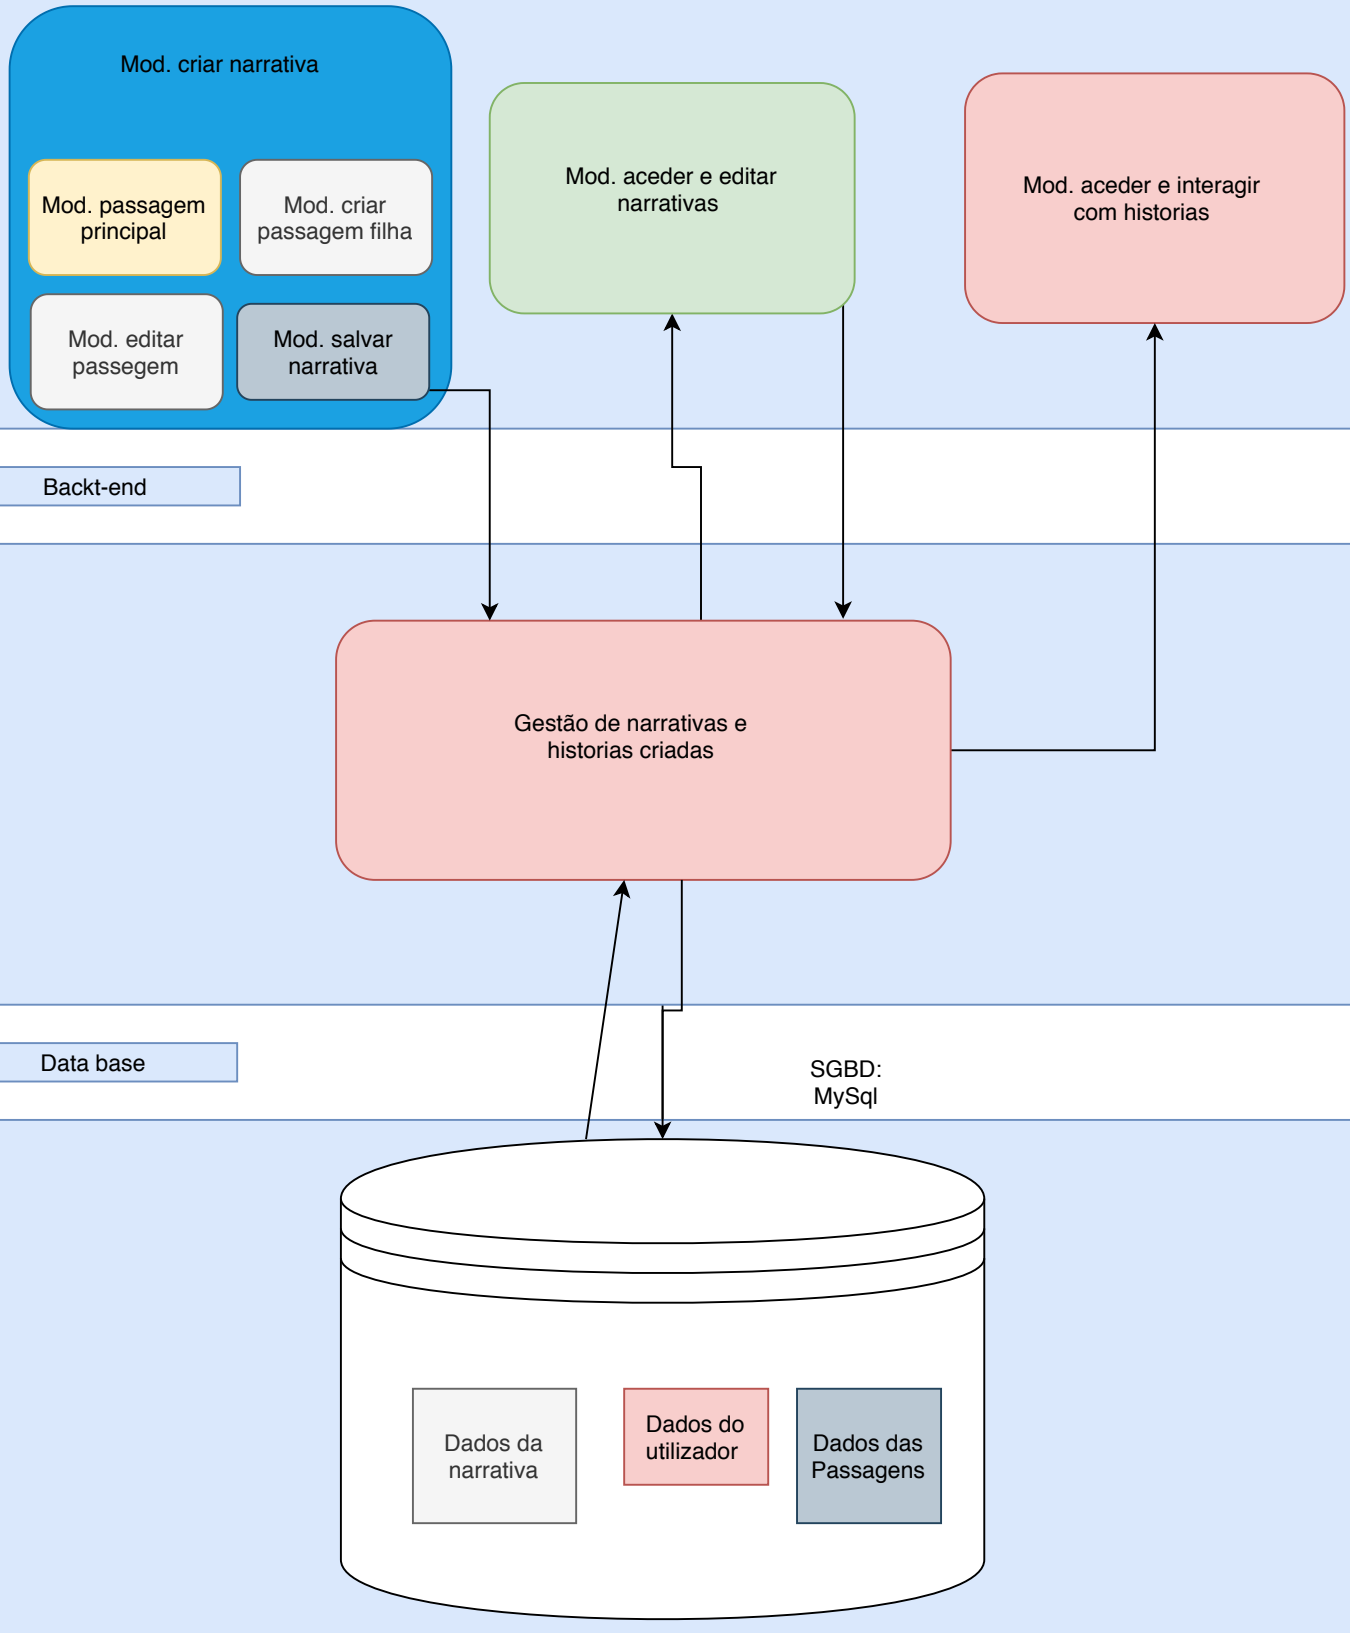 Mod. criar narrativa
Mod. passagem
principal
Mod. criar
passagem filha
Mod. editar
passegem
Mod. salvar
narrativa
Mod. aceder e editar
narrativas
Mod. aceder e interagir
com historias
Backt-end
Gestão de narrativas e
historias criadas
Data base
SGBD:
MySql
Dados da
narrativa
Dados do
utilizador
Dados das
Passagens